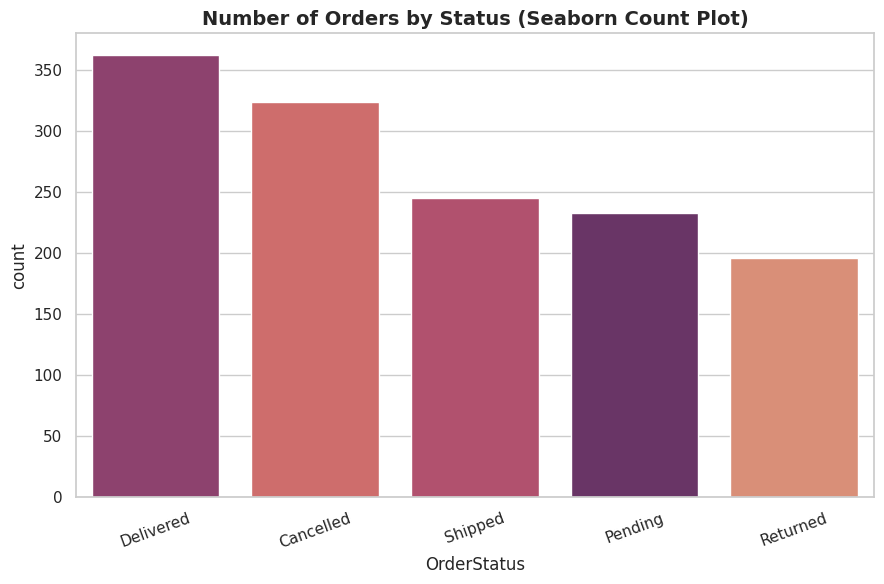 Number of Orders by Status (Seaborn Count Plot)
count
350
300
250
200
150
100
50
0
Delivered
Cancelled
Shipped
Pending
Returned
OrderStatus